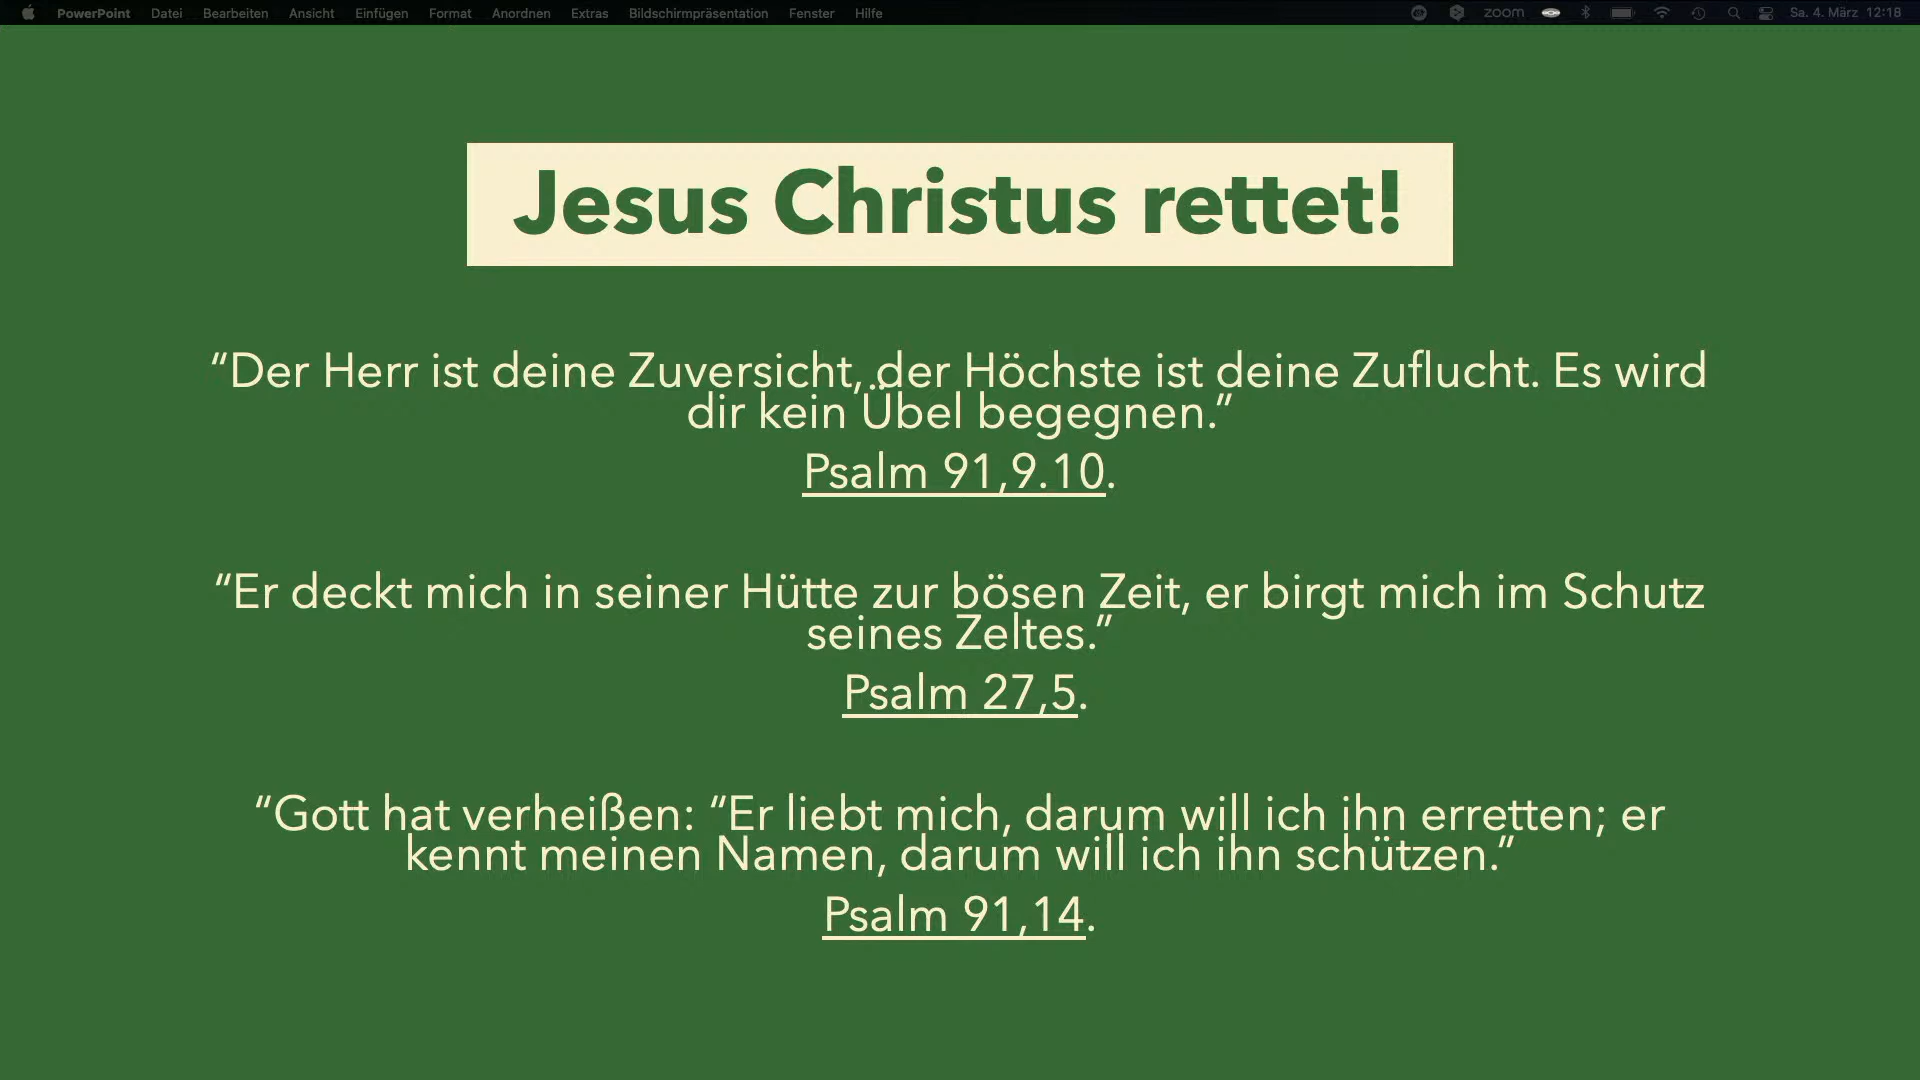 PowerPoint Datei Bearbeiten Ansicht Einfügen Format Anordnen Extras Bildschirmpräsentation Fenster Hilfe zoom Sa. 4. März 12:18
Jesus Christus rettet!
“Der Herr ist deine Zuversicht, der Höchste ist deine Zuflucht. Es wird
dir kein Übel begegnen.”
Psalm 91,9.10.
“Er deckt mich in seiner Hütte zur bösen Zeit, er birgt mich im Schutz
seines Zeltes.”
Psalm 27,5.
“Gott hat verheißen: “Er liebt mich, darum will ich ihn erretten; er
kennt meinen Namen, darum will ich ihn schützen.”
Psalm 91,14.